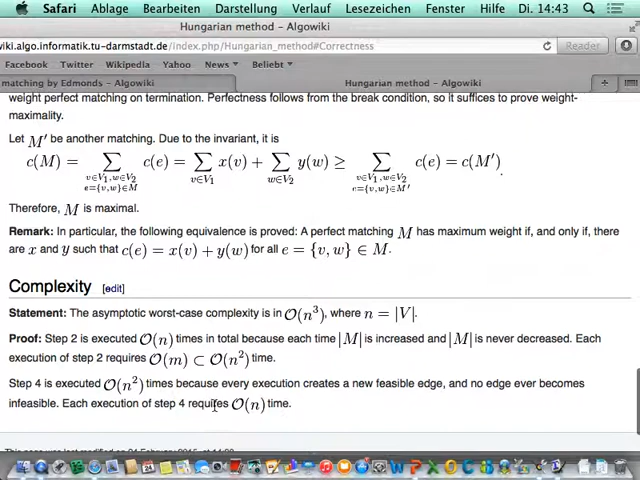 Safari Ablage Bearbeiten Darstellung Verlauf Lesezeichen Fenster Hilfe Di. 14:43
Hungarian method - Algowiki
wiki.algo.informatik.tu-darmstadt.de/index.php/Hungarian_method#Correctness Reader
Facebook Twitter Wikipedia Yahoo News Beliebt
matching by Edmonds - Algowiki Hungarian method - Algowiki
weight perfect matching on termination. Perfectness follows from the break condition, so it suffices to prove weight-
maximality.
Let M′ be another matching. Due to the invariant, it is
c(M) = ∑_{v∈V₁,w∈V₂ e={v,w}∈M} c(e) = ∑_{v∈V₁} x(v) + ∑_{w∈V₂} y(w) ≥ ∑_{v∈V₁,w∈V₂ e={v,w}∈M′} c(e) = c(M′).
Therefore, M is maximal.
Remark: In particular, the following equivalence is proved: A perfect matching M has maximum weight if, and only if, there
are x and y such that c(e) = x(v) + y(w) for all e = {v, w} ∈ M.
Complexity [edit]
Statement: The asymptotic worst-case complexity is in O(n³), where n = |V|.
Proof: Step 2 is executed O(n) times in total because each time |M| is increased and |M| is never decreased. Each
execution of step 2 requires O(m) ⊂ O(n²) time.
Step 4 is executed O(n²) times because every execution creates a new feasible edge, and no edge ever becomes
infeasible. Each execution of step 4 requires O(n) time.